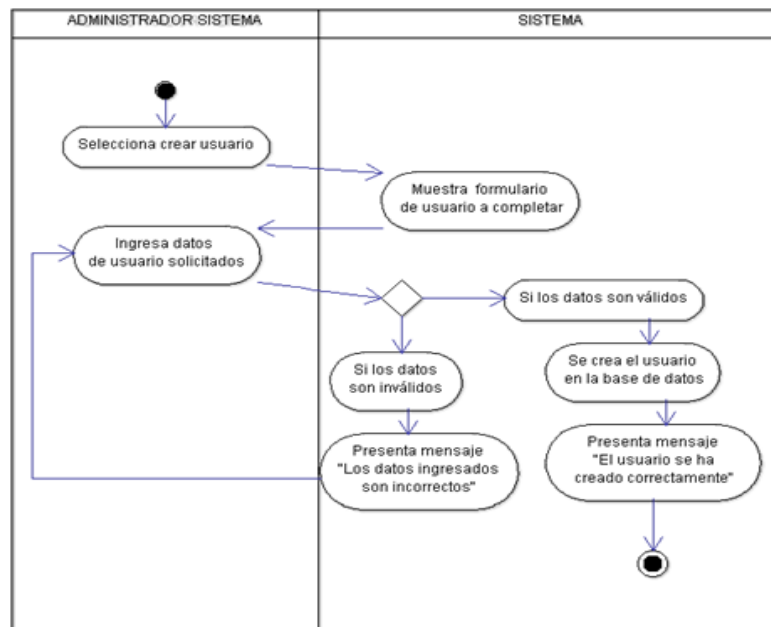 ADMINISTRADOR SISTEMA
SISTEMA
Selecciona crear usuario
Muestra formulario
de usuario a completar
Ingresa datos
de usuario solicitados
Si los datos son válidos
Si los datos
son inválidos
Se crea el usuario
en la base de datos
Presenta mensaje
"Los datos ingresados
son incorrectos"
Presenta mensaje
"El usuario se ha
creado correctamente"